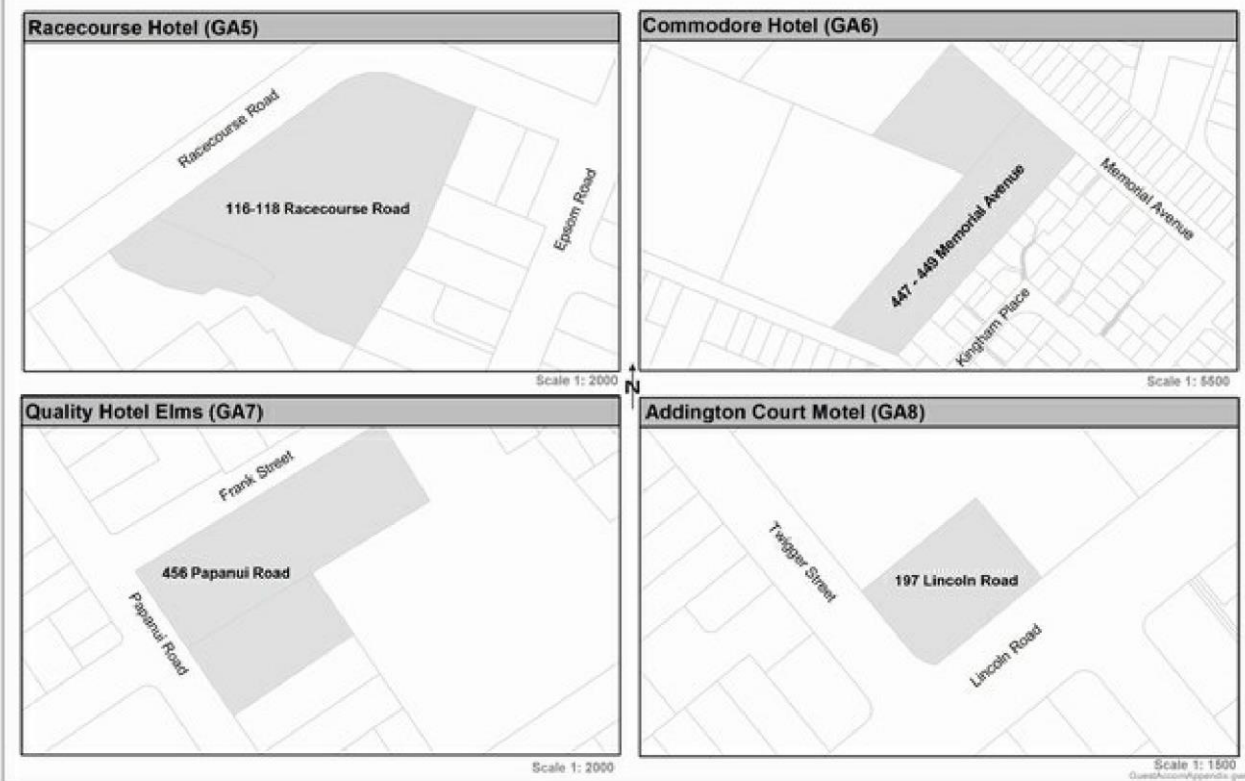 Racecourse Hotel (GA5)
Racecourse Road
116-118 Racecourse Road
Epsom Road
Scale 1: 2000
Commodore Hotel (GA6)
Memorial Avenue
447 - 449 Memorial Avenue
Kingham Place
Scale 1: 5500
N
Quality Hotel Elms (GA7)
Frank Street
456 Papanui Road
Papanui Road
Scale 1: 2000
Addington Court Motel (GA8)
Twigger Street
197 Lincoln Road
Lincoln Road
Scale 1: 1500